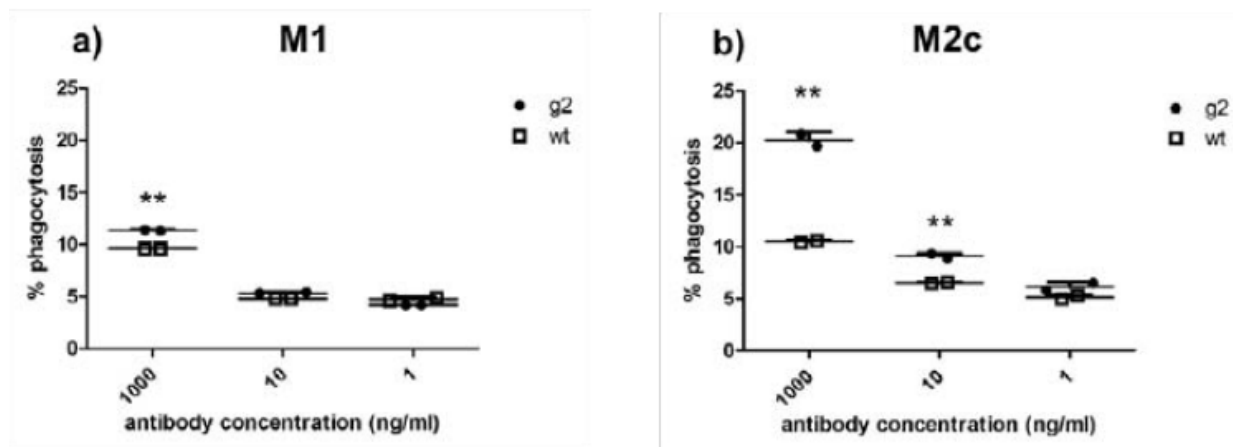 a) M1
25
20
15
10
5
0
% phagocytosis
**
g2
wt
1000
10
1
antibody concentration (ng/ml)
b) M2c
25
20
15
10
5
0
% phagocytosis
**
**
g2
wt
1000
10
1
antibody concentration (ng/ml)